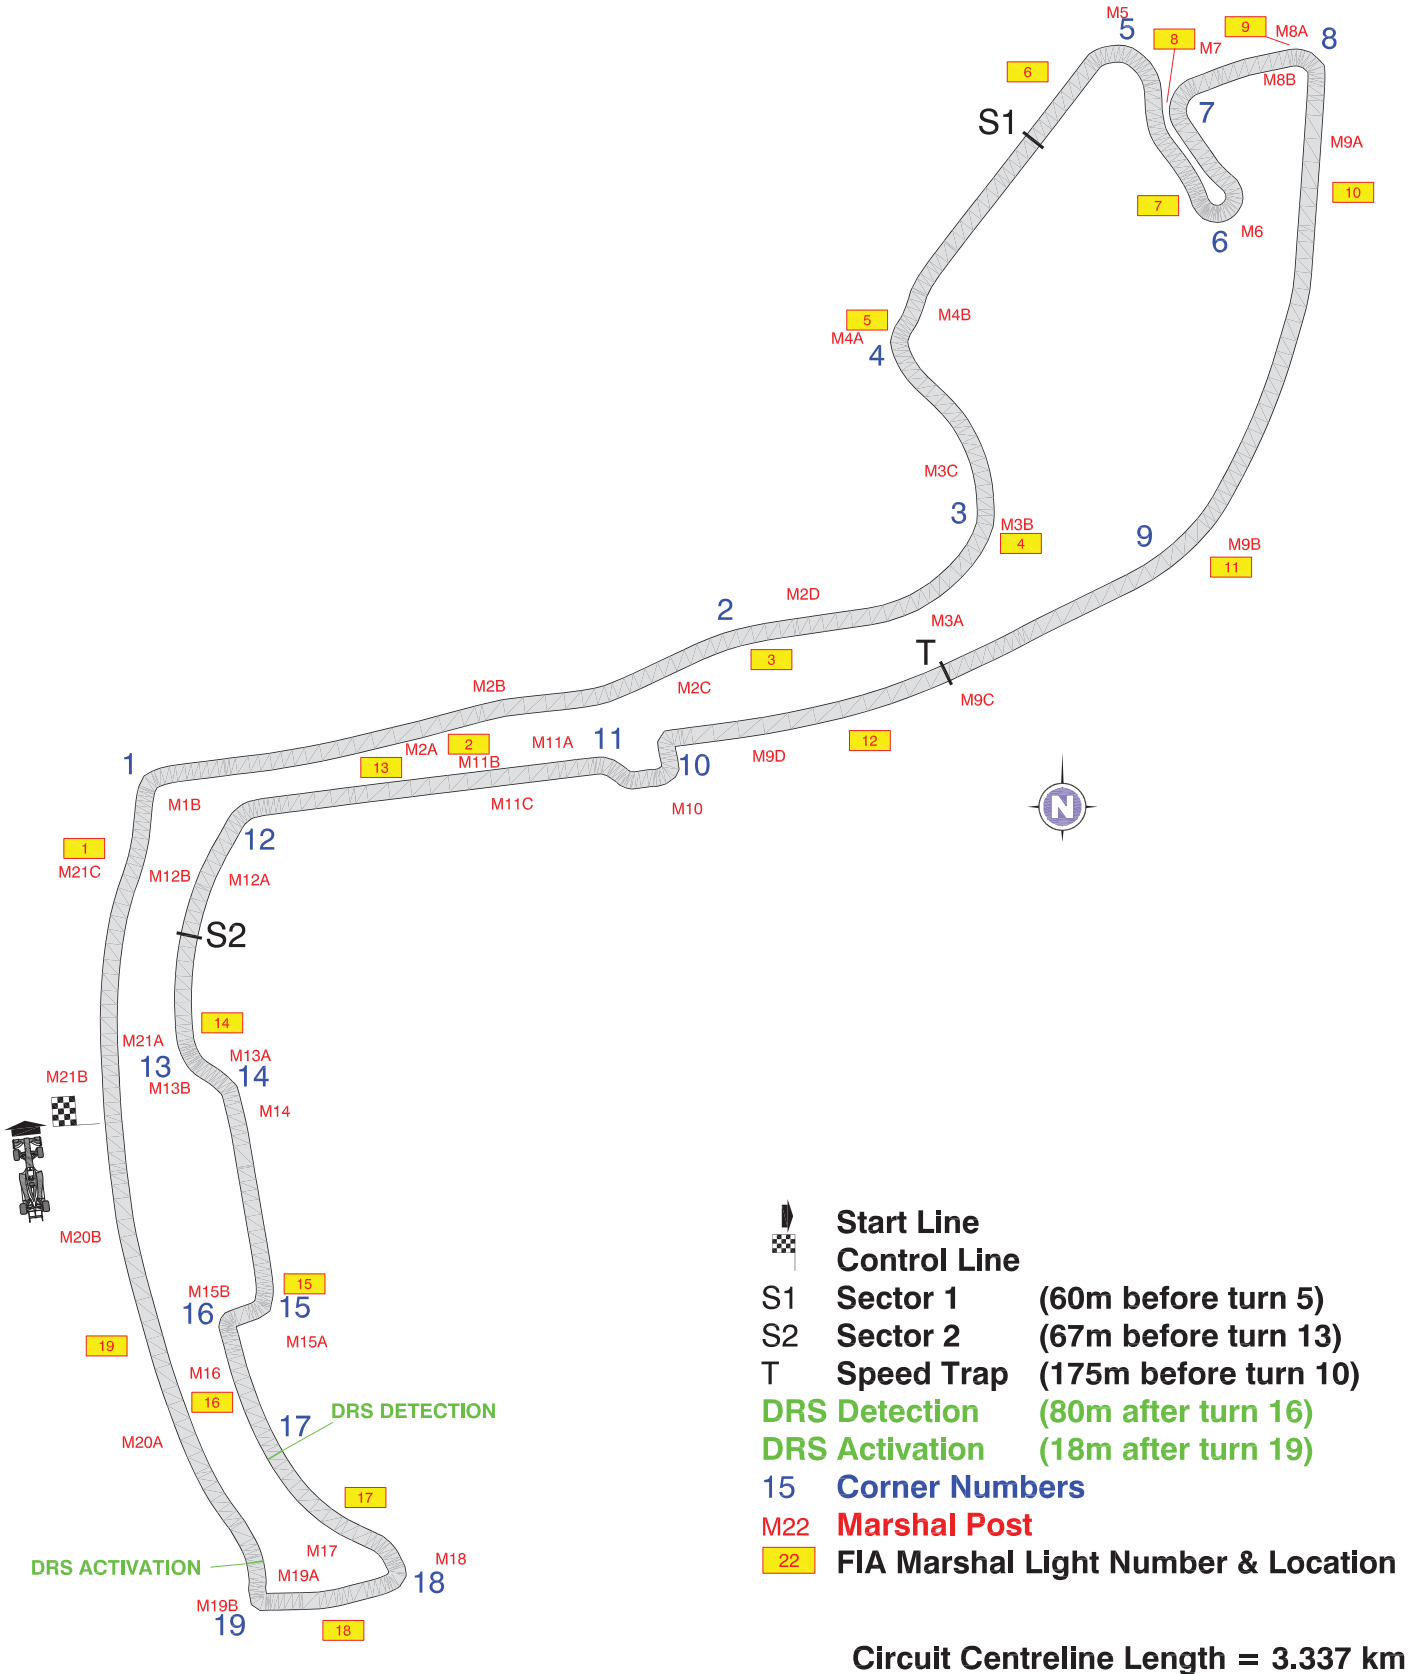 M5
5
8
M7
9
M8A
8
6
M8B
S1
7
M9A
10
7
6
M6
5
M4B
M4A
4
M3C
3
M3B
4
9
M9B
11
M2D
2
M3A
3
T
M2B
M2C
M9C
M2A
2
M11A
11
12
M9D
1
13
M11B
10
M1B
M11C
M10
N
12
1
M21C
M12B
M12A
S2
14
M21A
13
M13A
M21B
M13B
14
M14
M20B
M15B
15
16
15
19
M15A
M16
16
DRS DETECTION
17
M20A
17
M17
M18
DRS ACTIVATION
M19A
18
M19B
19
18
Start Line
Control Line
S1 Sector 1 (60m before turn 5)
S2 Sector 2 (67m before turn 13)
T Speed Trap (175m before turn 10)
DRS Detection (80m after turn 16)
DRS Activation (18m after turn 19)
15 Corner Numbers
M22 Marshal Post
22 FIA Marshal Light Number & Location
Circuit Centreline Length = 3.337 km